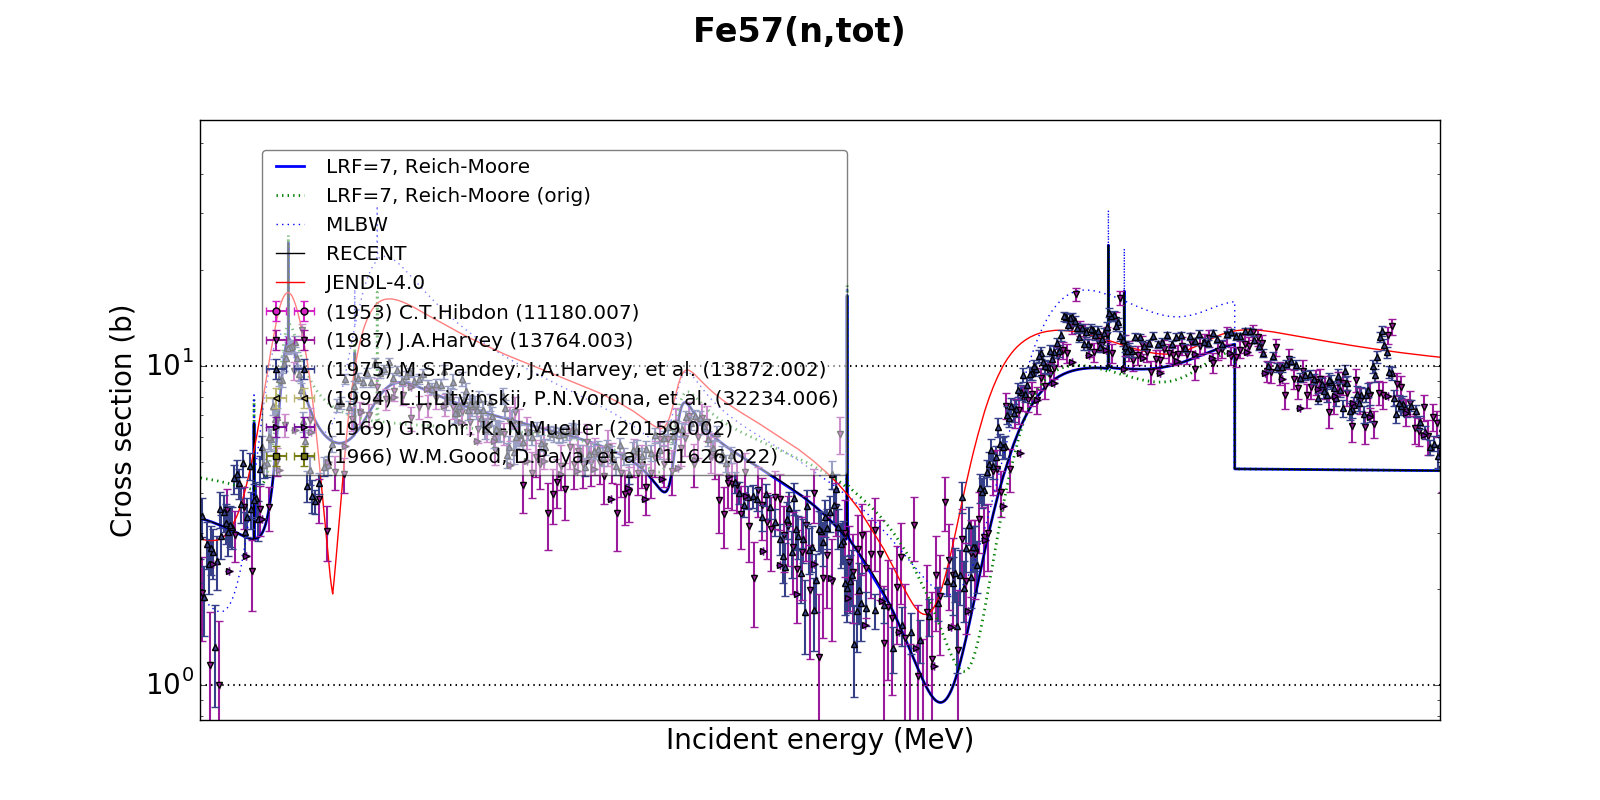 Fe57(n,tot)
LRF=7, Reich-Moore
LRF=7, Reich-Moore (orig)
MLBW
RECENT
JENDL-4.0
(1953) C.T.Hibdon (11180.007)
(1987) J.A.Harvey (13764.003)
(1975) M.S.Pandey, J.A.Harvey, et al. (13872.002)
(1994) L.L.Litvinskij, P.N.Vorona, et al. (32234.006)
(1969) G.Rohr, K.-N.Mueller (20159.002)
(1966) W.M.Good, D.Paya, et al. (11626.022)
Cross section (b)
10¹
10⁰
Incident energy (MeV)